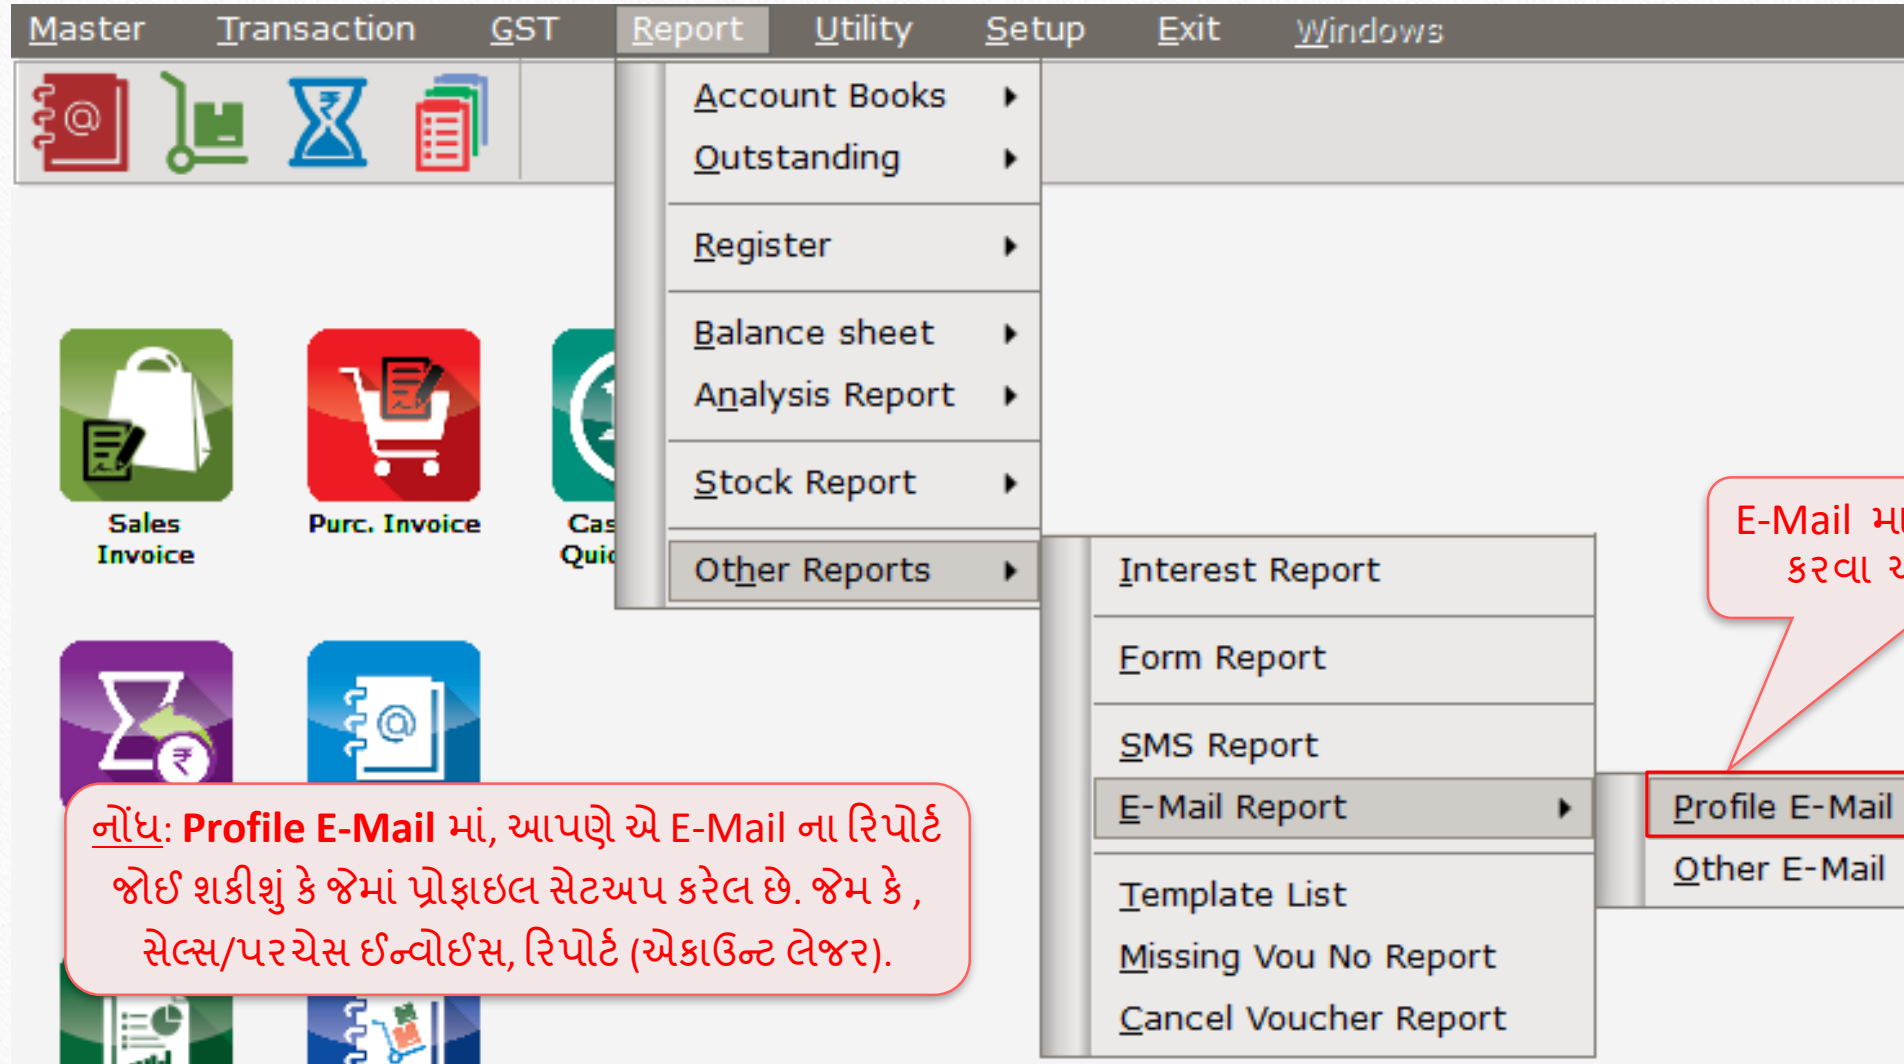 Master Transaction GST Report Utility Setup Exit Windows
Account Books
Outstanding
Register
Balance sheet
Analysis Report
Stock Report
Other Reports
Sales
Invoice
Purc. Invoice
Interest Report
Form Report
SMS Report
E-Mail Report
Template List
Missing Vou No Report
Cancel Voucher Report
E-Mail
કરવા
Profile E-Mail
Other E-Mail
નોંધ: Profile E-Mail માં, આપણે એ E-Mail ના રિપોર્ટ
જોઈ શકીશું કે જેમાં પ્રોફાઇલ સેટઅપ કરેલ છે. જેમ કે ,
સેલ્સ/પરચેસ ઈન્વોઈસ, રિપોર્ટ (એકાઉન્ટ લેજર).